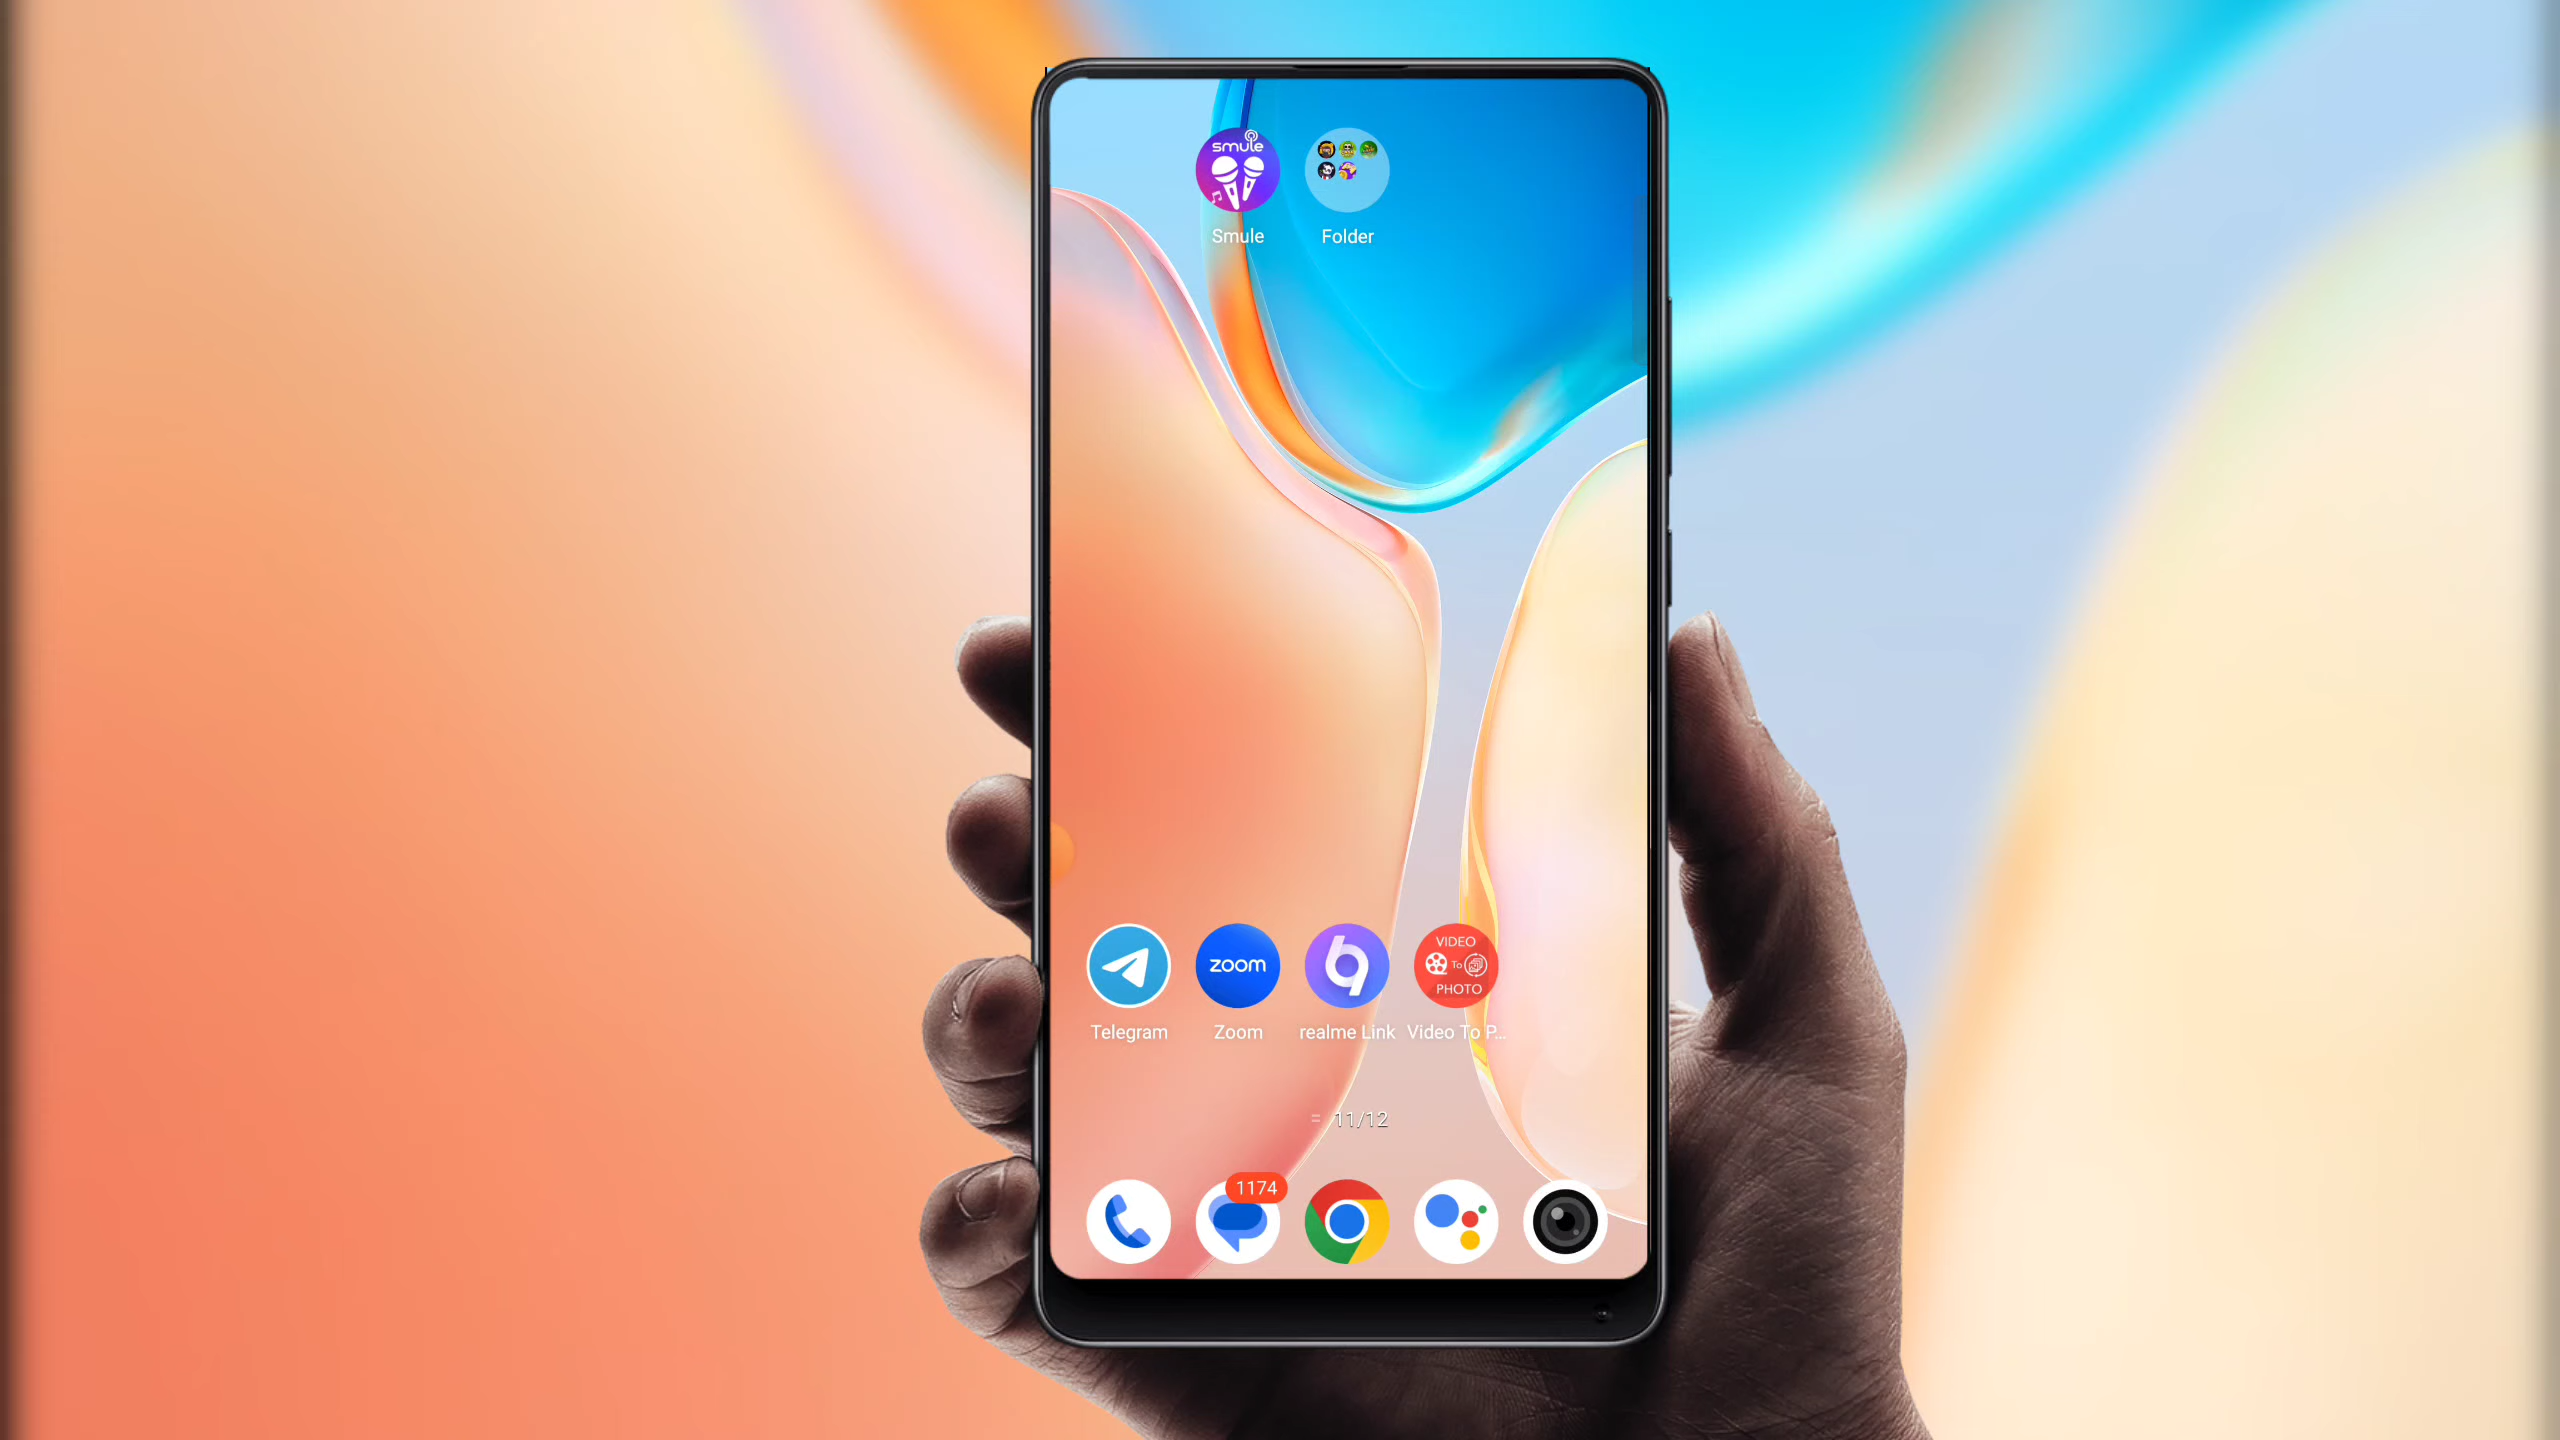 smule
Smule
Folder
zoom
VIDEO
To
PHOTO
Telegram
Zoom
realme Link
Video To P...
11/12
1174